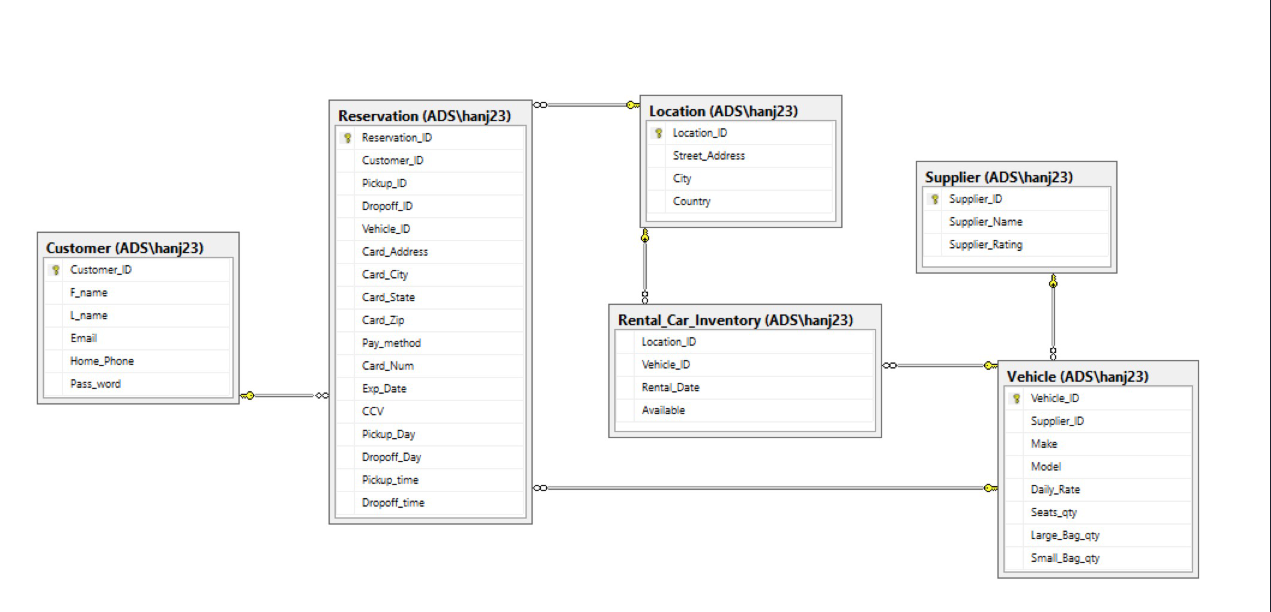 Customer (ADS\hanj23)
Customer_ID
F_name
L_name
Email
Home_Phone
Pass_word
Reservation (ADS\hanj23)
Reservation_ID
Customer_ID
Pickup_ID
Dropoff_ID
Vehicle_ID
Card_Address
Card_City
Card_State
Card_Zip
Pay_method
Card_Num
Exp_Date
CCV
Pickup_Day
Dropoff_Day
Pickup_time
Dropoff_time
Location (ADS\hanj23)
Location_ID
Street_Address
City
Country
Rental_Car_Inventory (ADS\hanj23)
Location_ID
Vehicle_ID
Rental_Date
Available
Supplier (ADS\hanj23)
Supplier_ID
Supplier_Name
Supplier_Rating
Vehicle (ADS\hanj23)
Vehicle_ID
Supplier_ID
Make
Model
Daily_Rate
Seats_qty
Large_Bag_qty
Small_Bag_qty